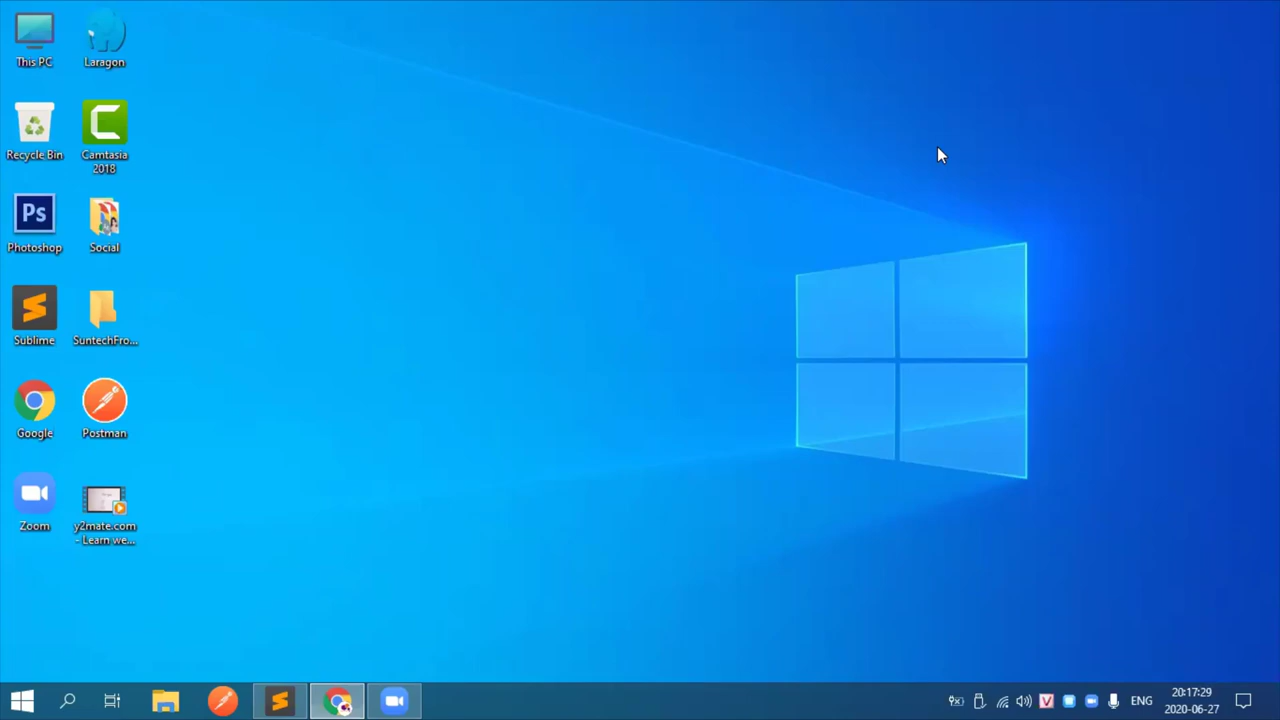 This PC
Laragon
Recycle Bin
Camtasia
2018
Ps
Photoshop
Social
Sublime
SuntechFro...
Google
Postman
Zoom
y2mate.com
- Learn we...
V
ENG
20:17:29
2020-06-27